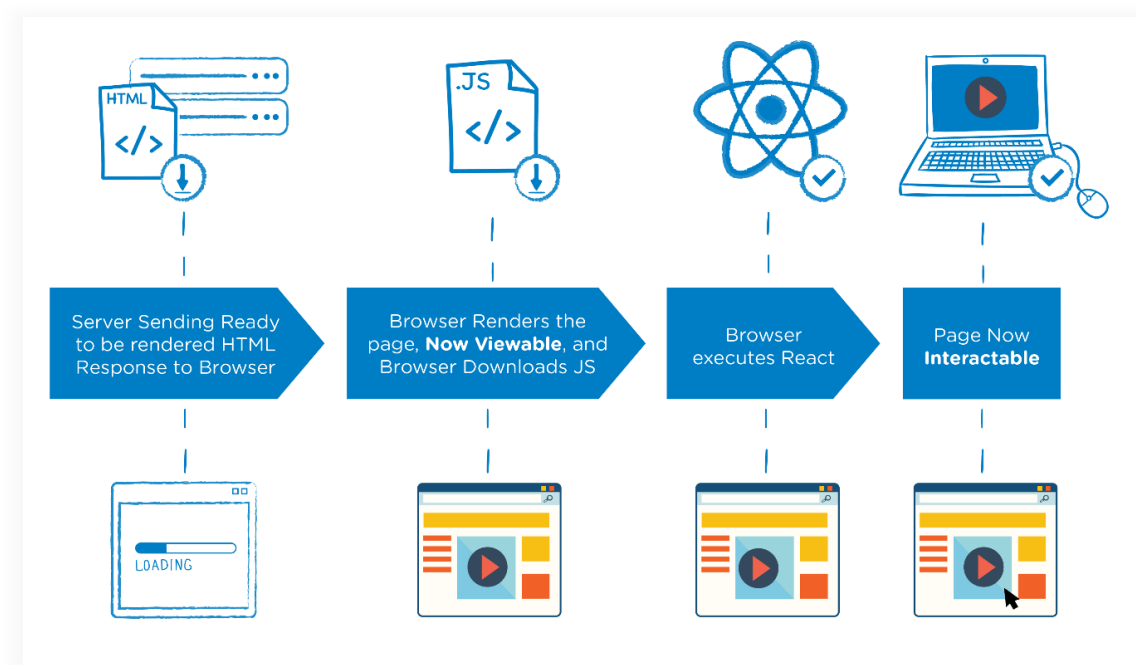 HTML
</>
.JS
</>
Server Sending Ready
to be rendered HTML
Response to Browser
Browser Renders the
page, Now Viewable, and
Browser Downloads JS
Browser
executes React
Page Now
Interactable
LOADING